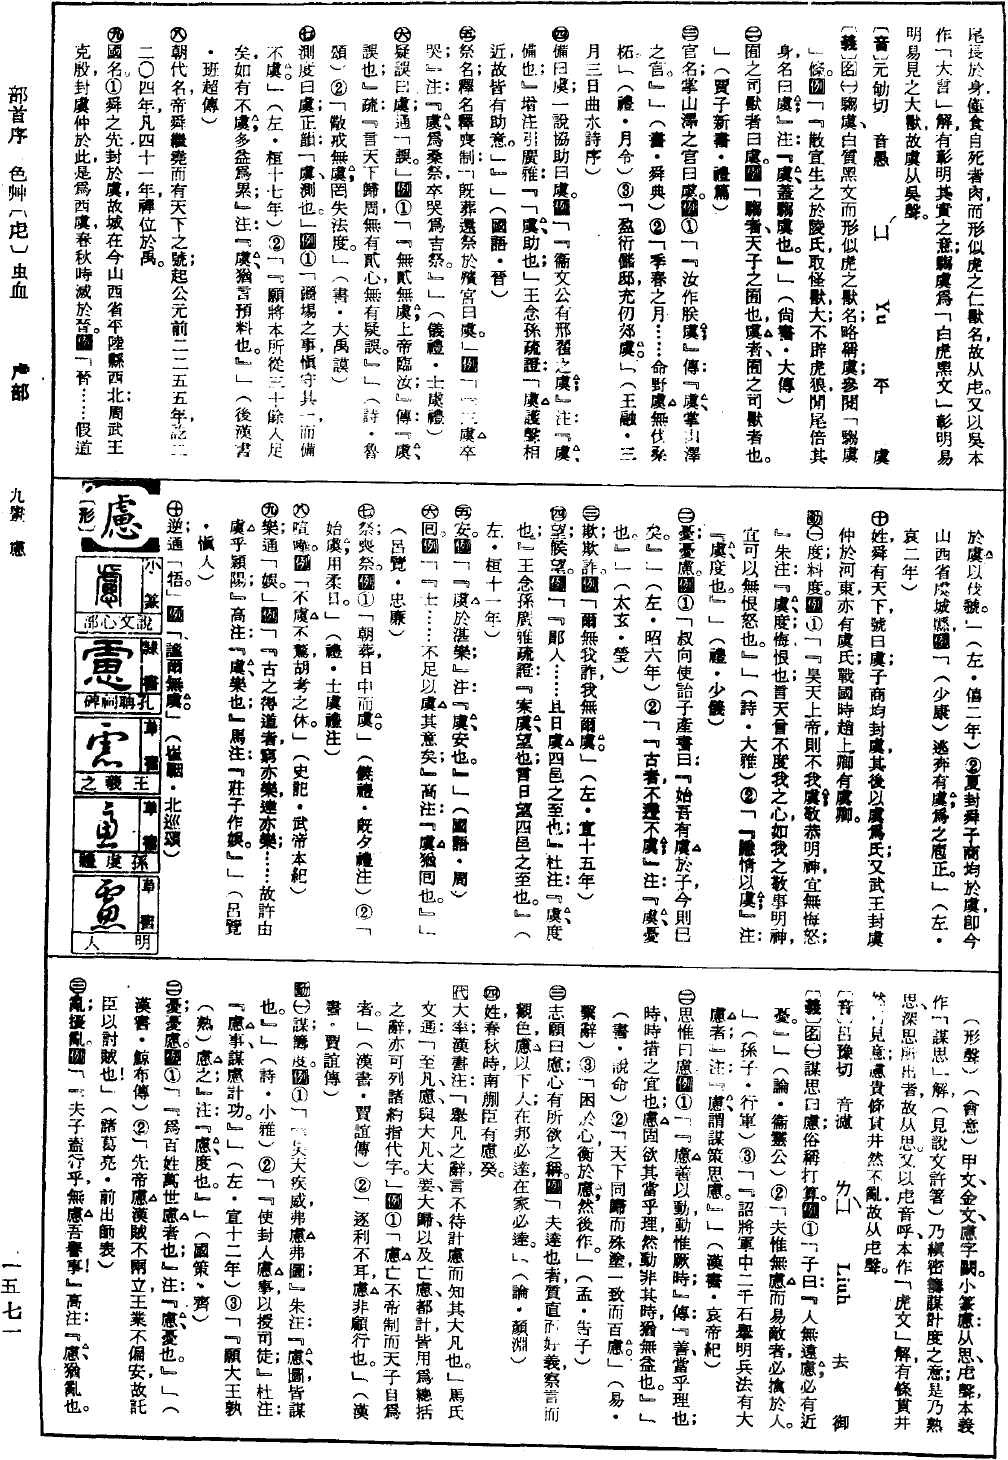 尾長於身僅食自死者肉而形似虎之仁獸名故从虍又以吳本
作「大言」解有彰明其實之意騶虞為「白虎黑文」彰明易
明易見之大獸故虞从吳聲。
〔音〕元劬切　音愚　ㄩ　Yu　平　虞
〔義〕㊀騶虞白質黑文而形似虎之獸名略稱虞參閱「騶虞
」條。例「『散宜生之於陵氏取怪獸大不辟虎狼閒尾倍其
身名曰虞』注：『虞蓋騶虞也。』」（尚書・大傳）
㊁囿之司獸者曰虞。例「騶者天子之囿也虞者囿之司獸者也。
」（賈子新書・禮篇）
㊂官名掌山澤之官曰虞。例①「『汝作朕虞』傳：『虞掌山澤
之官。』」（書・舜典）②「季春之月……命野虞無伐桑
柘」（禮・月令）③「盈衍儲邸充仞郊虞。」（王融・三
月三日曲水詩序）
㊃備曰虞一說協助曰虞。例「『衞文公有邢翟之虞』注：『虞
備也。』增注引廣雅『虞助也』王念孫疏證：『虞護聲相
近故皆有助意。』」（國語・晉）
㊄祭名釋名釋喪制：「既葬還祭於殯宮曰虞」例「『三虞卒
哭』注：『虞為喪祭卒哭為吉祭。』」（儀禮・士虞禮）
㊅疑誤曰虞通「誤。」例①「『無貳無虞上帝臨汝』傳：『虞
誤也』疏：『言天下歸周無有貳心無有疑誤。』」（詩・魯
頌）②「儆戒無虞罔失法度。」（書・大禹謨）
㊆測度曰虞正韻：「虞測也。」例①「疆場之事愼守其一而備
不虞。」（左・桓十七年）②「『願將本所從三十餘人足
矣如有不虞多益為累』注：『虞猶言預料也。』」（後漢書
・班超傳）
㊇朝代名帝舜繼堯而有天下之號起公元前二二五五年訖二
二〇四年凡四十一年禪位於禹。
㊈國名。①舜之先封於虞故城在今山西省平陸縣西北周武王
克殷封虞仲於此是為西虞春秋時滅於晉。例「晉……假道
於虞以伐虢。」（左・僖二年）②夏封舜子商均於虞卽今
山西省虞城縣例「（少康）逃奔有虞為之庖正。」（左・
哀二年）
㊉姓舜有天下號曰虞子商均封虞其後以虞為氏又武王封虞
仲於河東亦有虞氏戰國時趙上卿有虞卿。
動㊀度料度。例①「『昊天上帝則不我虞敬恭明神宜無悔怒
』朱注：『虞度悔恨也言天曾不度我之心如我之敬事明神
宜可以無恨怒也。』」（詩・大雅）②「『隱情以虞』注：
『虞度也。』」（禮・少儀）
㊁憂憂慮。例①「叔向使詒子產書曰：『始吾有虞於子今則已
矣。』」（左・昭六年）②「『古者不遝不虞』注：『虞憂
也。』」（太玄・瑩）
㊂欺欺詐。例「爾無我詐我無爾虞。」（左・宣十五年）
㊃望候望。例「『鄖人……且日虞四邑之至也』杜注：『虞度
也。』王念孫廣雅疏證：『案虞望也言日望四邑之至也。』（
左・桓十一年）
㊄安。例「『虞於湛樂』注：『虞安也。』」（國語・周）
㊅回。例「『士……不足以虞其意矣』高注：『虞猶回也。』」
（呂覽・忠廉）
㊆祭喪祭。例①「朝葬日中而虞。」（儀禮・既夕禮注）②「
始虞用柔日。」（禮・士虞禮注）
㊇喧嘩。例「不虞不驁胡考之休。」（史記・武帝本紀）
㊈樂通「娛。」例「『古之得道者窮亦樂達亦樂……故許由
虞乎潁陽』高注：『虞樂也』馬注：『莊子作娛。』」（呂覽
・愼人）
㊉逆通「牾。」例「謐爾無虞。」（崔駰・北巡頌）
慮
〔形〕
小篆　說文心部
隸書　孔耽祠碑
草書　王羲之
草書　孫虔禮
草書　明人
（形聲）（會意）甲文金文慮字闕小篆慮从思虍聲本義
作「謀思」解（見說文許著）乃縝密籌謀計度之意是乃熟
思深思所出者故从思又以虍音呼本作「虎文」解有條貫井
然可見意慮貴條貫井然不亂故从虍聲。
〔音〕呂豫切　音濾　ㄌㄩˋ　Liuh　去　御
〔義〕㊀謀思曰慮俗稱打算。例①「子曰：『人無遠慮必有近
憂。』」（論・衞靈公）②「夫惟無慮而易敵者必擒於人。
」（孫子・行軍）③「『詔將軍中二千石舉明兵法有大
慮者』注：『慮謂謀策思慮。』」（漢書・哀帝紀）
㊁思惟曰慮例①「『慮善以動動惟厥時』傳：『善當乎理也
時時措之宜也慮固欲其當乎理然動非其時猶無益也。』」
（書・說命）②「天下同歸而殊塗一致而百慮。」（易・
繫辭）③「困於心衡於慮然後作。」（孟・告子）
㊂志願曰慮心有所欲之稱。例「夫達也者質直而好義察言而
觀色慮以下人在邦必達在家必達。」（論・顏淵）
㊃姓春秋時南蒯臣有慮癸。
代大率漢書注：「舉凡之辭言不待計慮而知其大凡也。」馬氏
文通：「至凡慮與大凡大要大歸以及亡慮都計皆用為總括
之辭亦可列諸約指代字。」例①「慮亡不帝制而天子自為
者。」（漢書・賈誼傳）②「逐利不耳慮非顧行也。」（漢
書・賈誼傳）
動㊀謀籌度。例①「『昊天疾威弗慮弗圖』朱注：『慮圖皆謀
也。』」（詩・小雅）②「『使封人慮事以授司徒』杜注：
『慮事謀慮計功。』」（左・宣十二年）③「『願大王孰
（熟）慮之』注：『慮度也。』」（國策・齊）
㊁憂憂慮。例①「『為百姓萬世慮者也』注：『慮憂也。』」（
漢書・鯨布傳）②「先帝慮漢賊不兩立王業不偏安故託
臣以討賊也！」（諸葛亮・前出師表）
㊂亂擾亂。例「『夫子蓋行乎無慮吾農事！』高注：『慮猶亂也。
部首序　色艸〔虍〕虫血　虍部　九畫　慮　一五七一